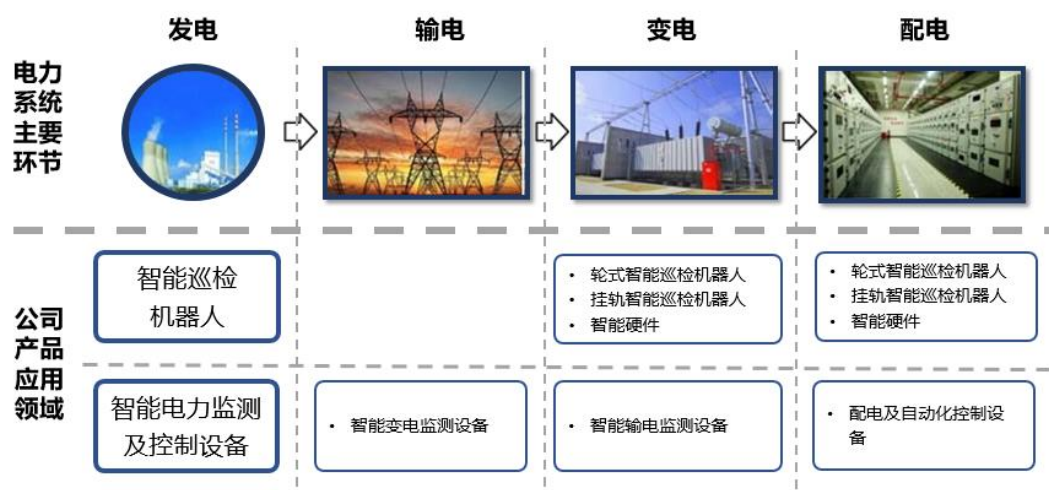 发电
输电
变电
配电
电力
系统
主要
环节
公司
产品
应用
领域
智能巡检
机器人
• 轮式智能巡检机器人
• 挂轨智能巡检机器人
• 智能硬件
• 轮式智能巡检机器人
• 挂轨智能巡检机器人
• 智能硬件
智能电力监测
及控制设备
• 智能变电监测设备
• 智能输电监测设备
• 配电及自动化控制设
备